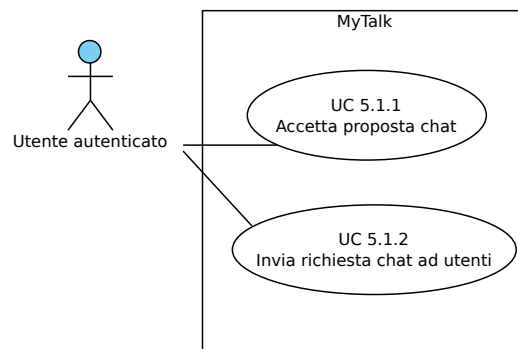 MyTalk
UC 5.1.1
Accetta proposta chat
Utente autenticato
UC 5.1.2
Invia richiesta chat ad utenti